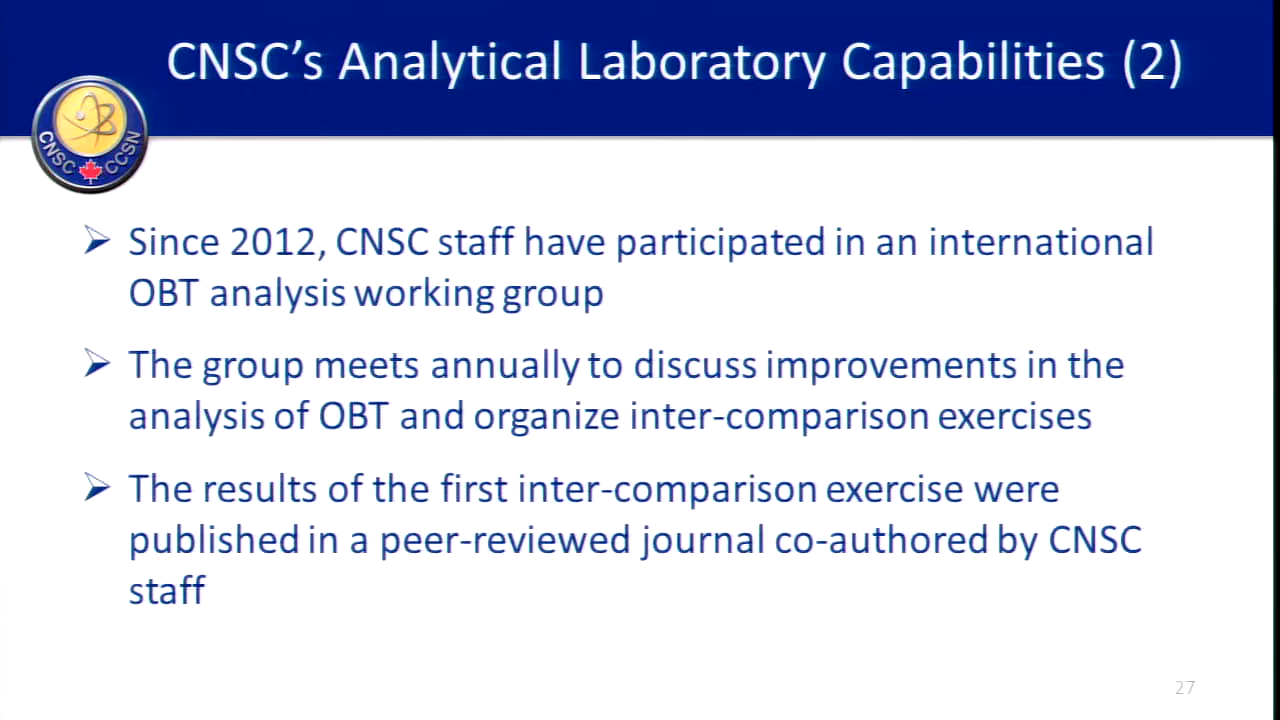 CNSC's Analytical Laboratory Capabilities (2)
CNSC CCSN
Since 2012, CNSC staff have participated in an international
OBT analysis working group
The group meets annually to discuss improvements in the
analysis of OBT and organize inter-comparison exercises
The results of the first inter-comparison exercise were
published in a peer-reviewed journal co-authored by CNSC
staff
27